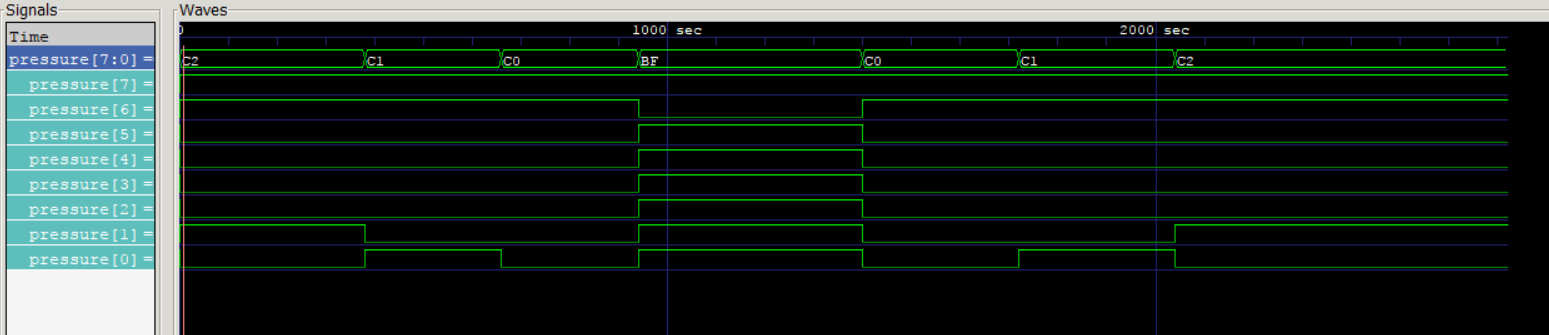 Signals
Waves
Time
0 1000 sec 2000 sec
pressure[7:0] = C2 C1 C0 BF C0 C1 C2
pressure[7] =
pressure[6] =
pressure[5] =
pressure[4] =
pressure[3] =
pressure[2] =
pressure[1] =
pressure[0] =